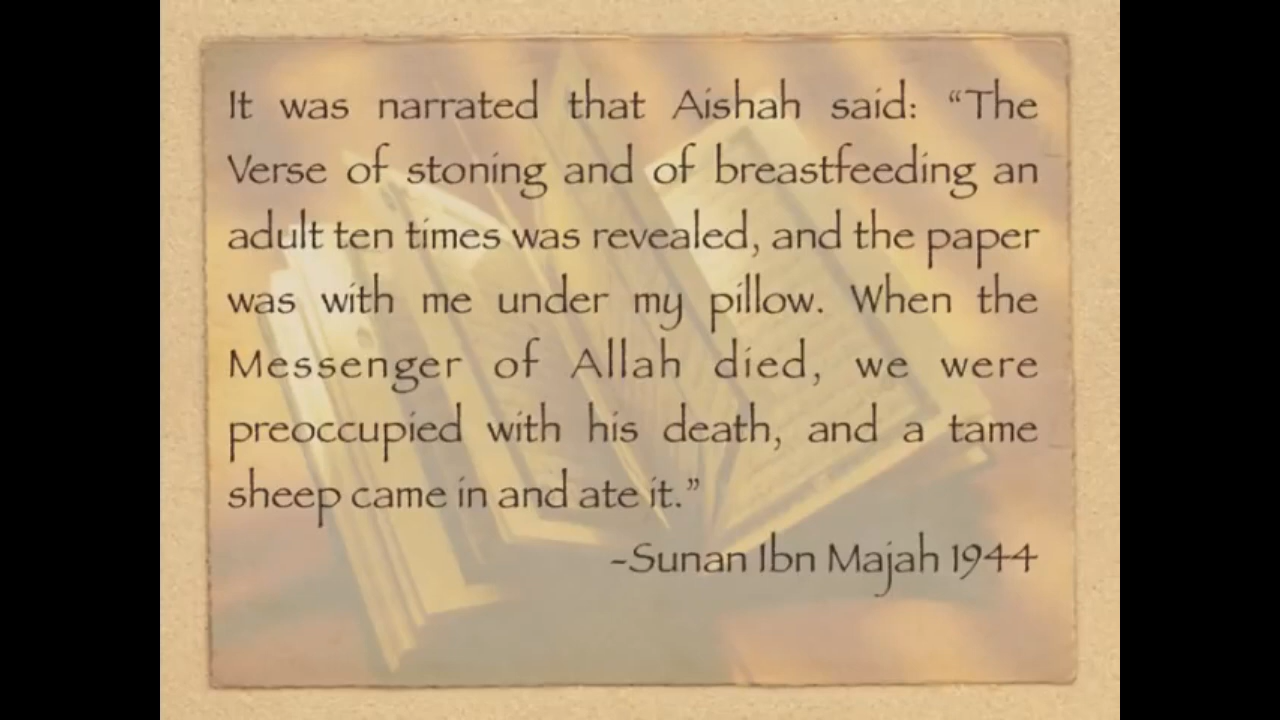 It was narrated that Aishah said: “The
Verse of stoning and of breastfeeding an
adult ten times was revealed, and the paper
was with me under my pillow. When the
Messenger of Allah died, we were
preoccupied with his death, and a tame
sheep came in and ate it.”
-Sunan Ibn Majah 1944